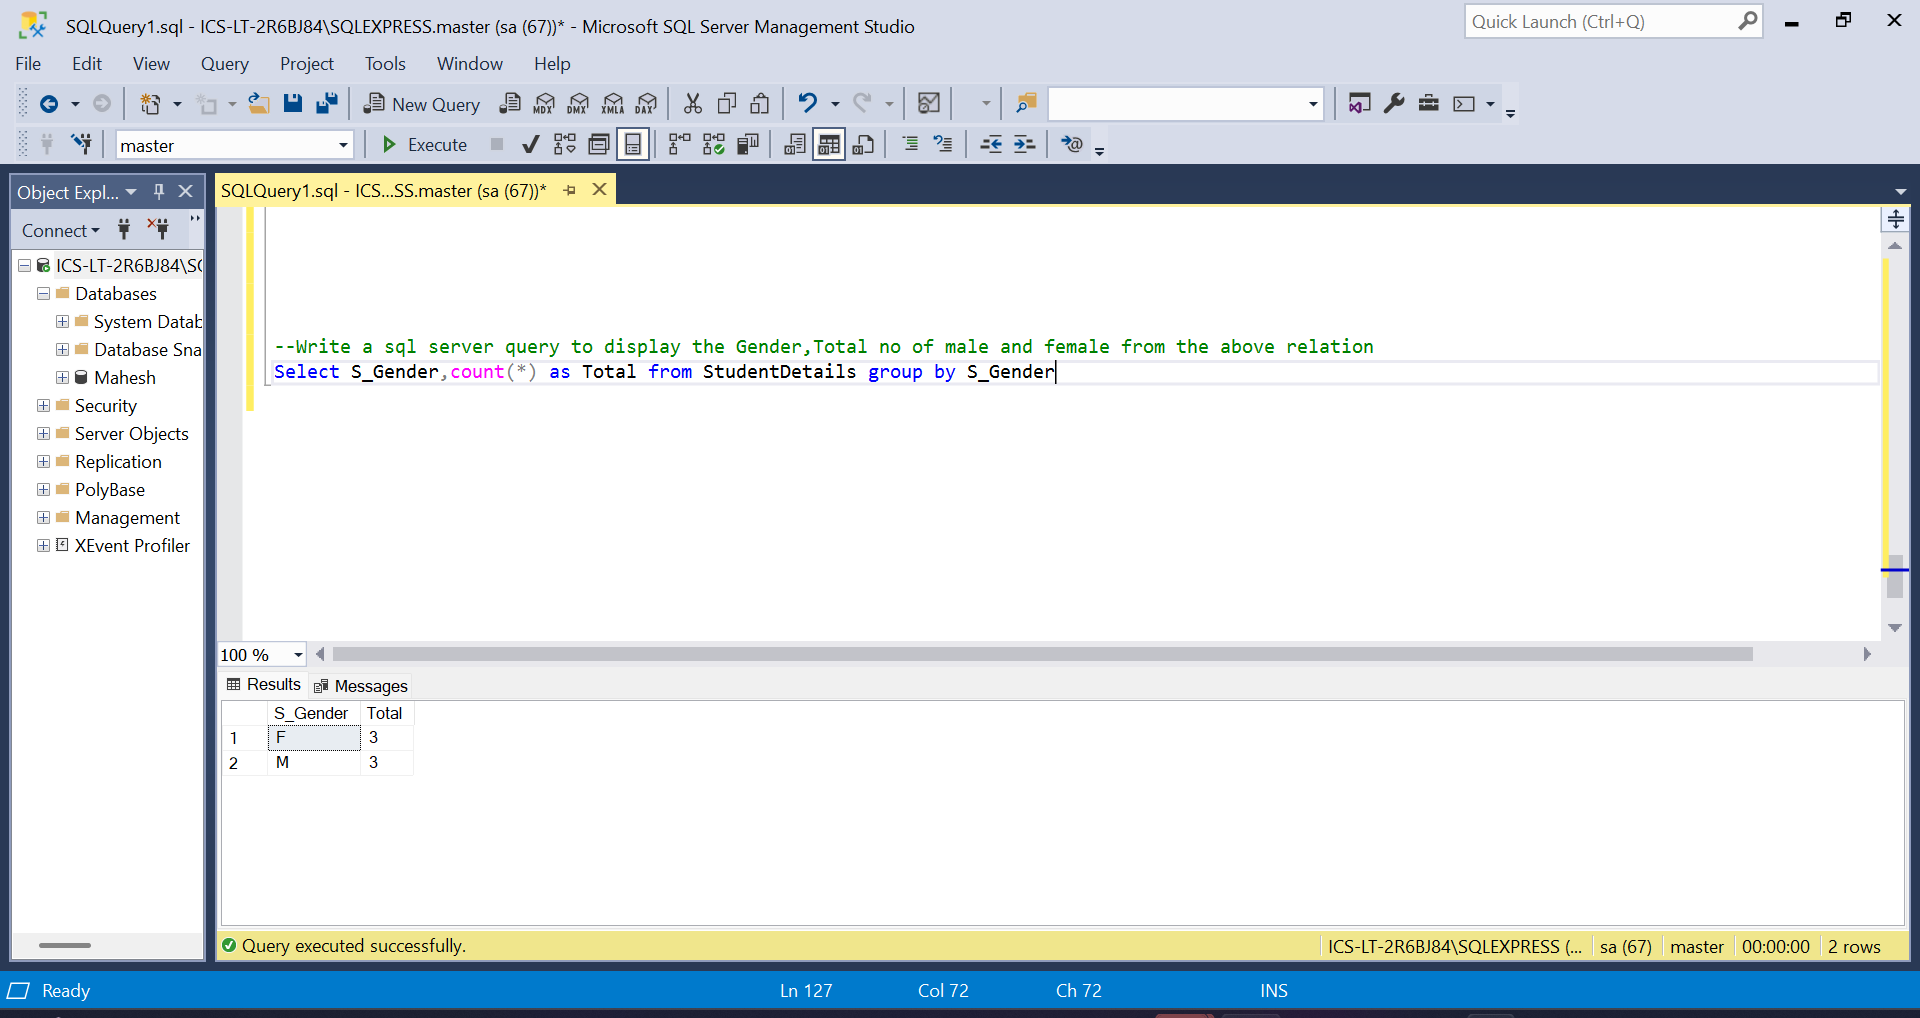 SQLQuery1.sql - ICS-LT-2R6BJ84\SQLEXPRESS.master (sa (67))* - Microsoft SQL Server Management Studio
Quick Launch (Ctrl+Q)
File Edit View Query Project Tools Window Help
New Query MDX DMX XMLA DAX
master Execute
Object Expl...
SQLQuery1.sql - ICS...SS.master (sa (67))*
Connect
ICS-LT-2R6BJ84\SQ
Databases
System Datab
Database Sna
Mahesh
Security
Server Objects
Replication
PolyBase
Management
XEvent Profiler
--Write a sql server query to display the Gender,Total no of male and female from the above relation
Select S_Gender,count(*) as Total from StudentDetails group by S_Gender
100 %
Results Messages
S_Gender Total
1 F 3
2 M 3
Query executed successfully.
ICS-LT-2R6BJ84\SQLEXPRESS (... sa (67) master 00:00:00 2 rows
Ready Ln 127 Col 72 Ch 72 INS